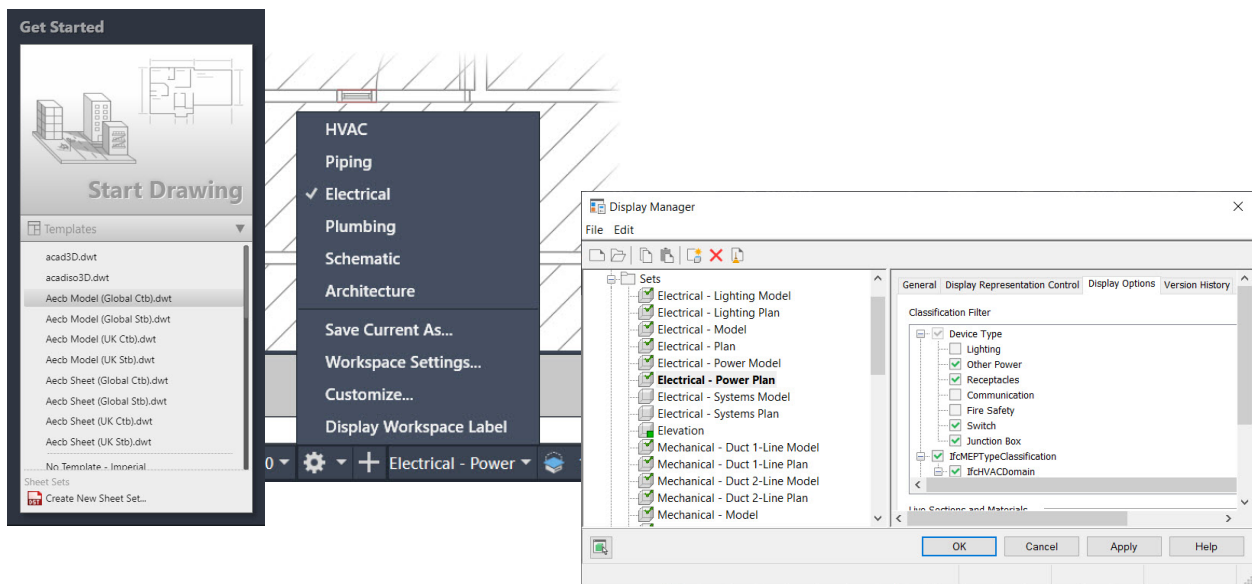 Get Started
Start Drawing
Templates
acad3D.dwt
acadiso3D.dwt
Aecb Model (Global Ctb).dwt
Aecb Model (Global Stb).dwt
Aecb Model (UK Ctb).dwt
Aecb Model (UK Stb).dwt
Aecb Sheet (Global Ctb).dwt
Aecb Sheet (Global Stb).dwt
Aecb Sheet (UK Ctb).dwt
Aecb Sheet (UK Stb).dwt
No Template - Imperial
Sheet Sets
Create New Sheet Set...
HVAC
Piping
Electrical
Plumbing
Schematic
Architecture
Save Current As...
Workspace Settings...
Customize...
Display Workspace Label
0
Electrical - Power
Display Manager
File Edit
Sets
Electrical - Lighting Model
Electrical - Lighting Plan
Electrical - Model
Electrical - Plan
Electrical - Power Model
Electrical - Power Plan
Electrical - Systems Model
Electrical - Systems Plan
Elevation
Mechanical - Duct 1-Line Model
Mechanical - Duct 1-Line Plan
Mechanical - Duct 2-Line Model
Mechanical - Duct 2-Line Plan
Mechanical - Model
General Display Representation Control Display Options Version History
Classification Filter
Device Type
Lighting
Other Power
Receptacles
Communication
Fire Safety
Switch
Junction Box
IfcMEPTypeClassification
IfcHVACDomain
Live Sections and Materials
OK Cancel Apply Help